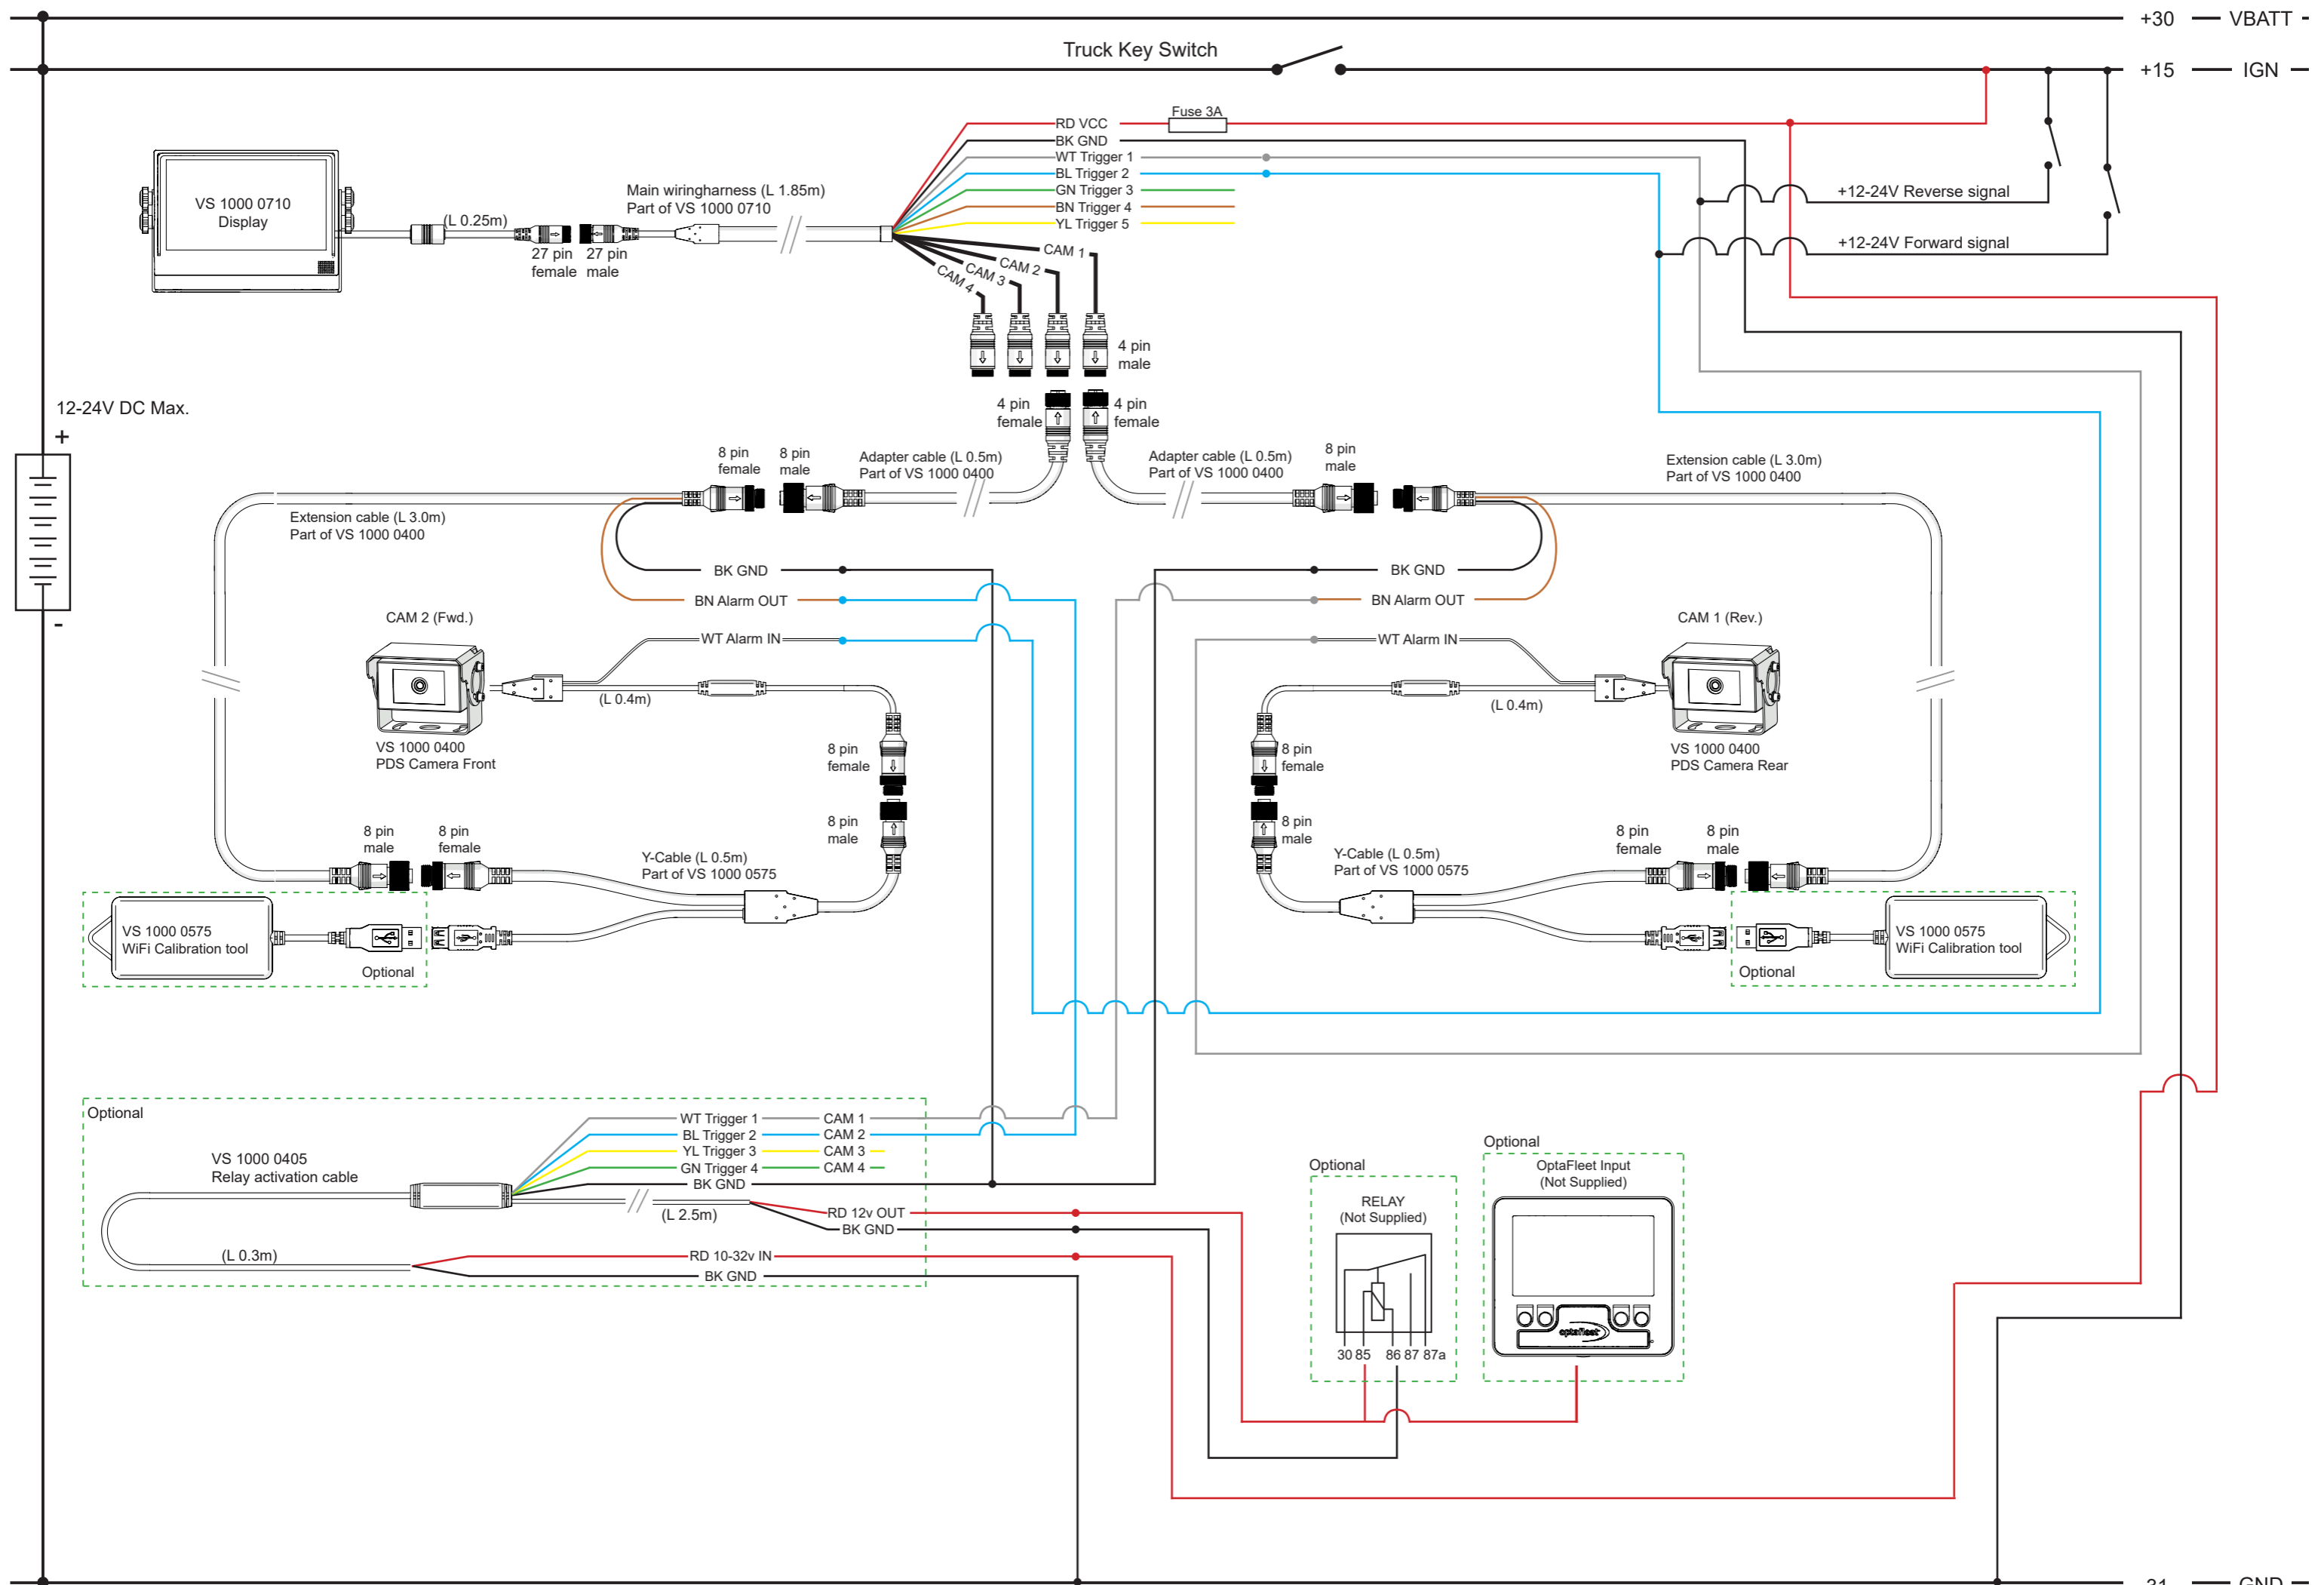 +30 VBATT
Truck Key Switch
+15 IGN
Fuse 3A
RD VCC
BK GND
WT Trigger 1
BL Trigger 2
GN Trigger 3
BN Trigger 4
YL Trigger 5
+12-24V Reverse signal
+12-24V Forward signal
VS 1000 0710
Display
(L 0.25m)
27 pin
female
27 pin
male
Main wiringharness (L 1.85m)
Part of VS 1000 0710
CAM 1
CAM 2
CAM 3
CAM 4
4 pin
male
4 pin
female
4 pin
female
12-24V DC Max.
+
-
8 pin
female
8 pin
male
Adapter cable (L 0.5m)
Part of VS 1000 0400
Adapter cable (L 0.5m)
Part of VS 1000 0400
8 pin
male
Extension cable (L 3.0m)
Part of VS 1000 0400
Extension cable (L 3.0m)
Part of VS 1000 0400
BK GND
BN Alarm OUT
WT Alarm IN
BK GND
BN Alarm OUT
WT Alarm IN
CAM 2 (Fwd.)
(L 0.4m)
VS 1000 0400
PDS Camera Front
CAM 1 (Rev.)
(L 0.4m)
VS 1000 0400
PDS Camera Rear
8 pin
female
8 pin
male
8 pin
female
8 pin
male
8 pin
male
8 pin
female
Y-Cable (L 0.5m)
Part of VS 1000 0575
Y-Cable (L 0.5m)
Part of VS 1000 0575
8 pin
female
8 pin
male
VS 1000 0575
WiFi Calibration tool
Optional
VS 1000 0575
WiFi Calibration tool
Optional
Optional
VS 1000 0405
Relay activation cable
WT Trigger 1 CAM 1
BL Trigger 2 CAM 2
YL Trigger 3 CAM 3
GN Trigger 4 CAM 4
BK GND
(L 2.5m)
RD 12v OUT
BK GND
(L 0.3m)
RD 10-32v IN
BK GND
Optional
RELAY
(Not Supplied)
30 85 86 87 87a
Optional
OptaFleet Input
(Not Supplied)
optafleet
31 GND